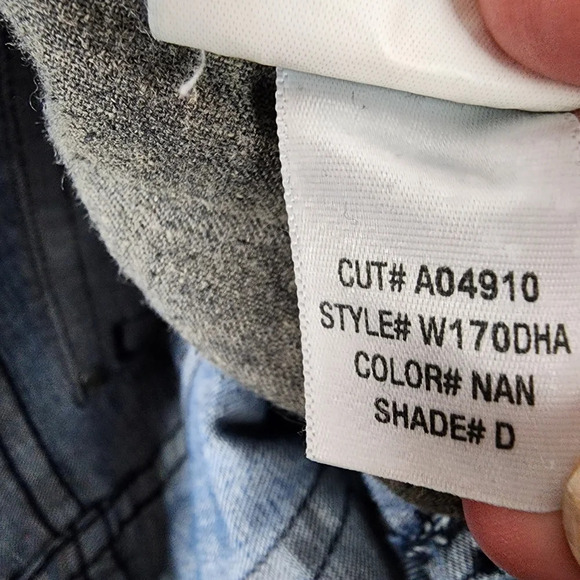 CUT# A04910
STYLE# W170DHA
COLOR# NAN
SHADE# D